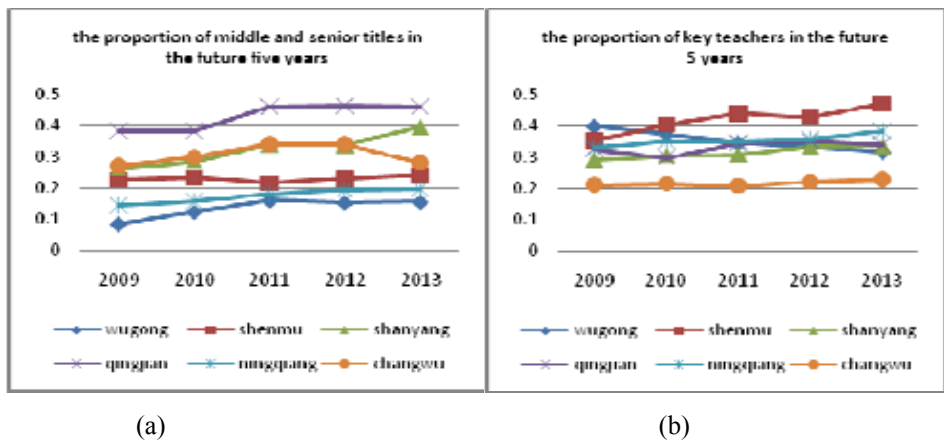 the proportion of middle and senior titles in
the future five years
0.5
0.4
0.3
0.2
0.1
0
2009 2010 2011 2012 2013
wugong shenmu shanyang
qingjian ningqiang changwu
(a)
the proportion of key teachers in the future
5 years
0.5
0.4
0.3
0.2
0.1
0
2009 2010 2011 2012 2013
wugong shenmu shanyang
qingjian ningqiang changwu
(b)